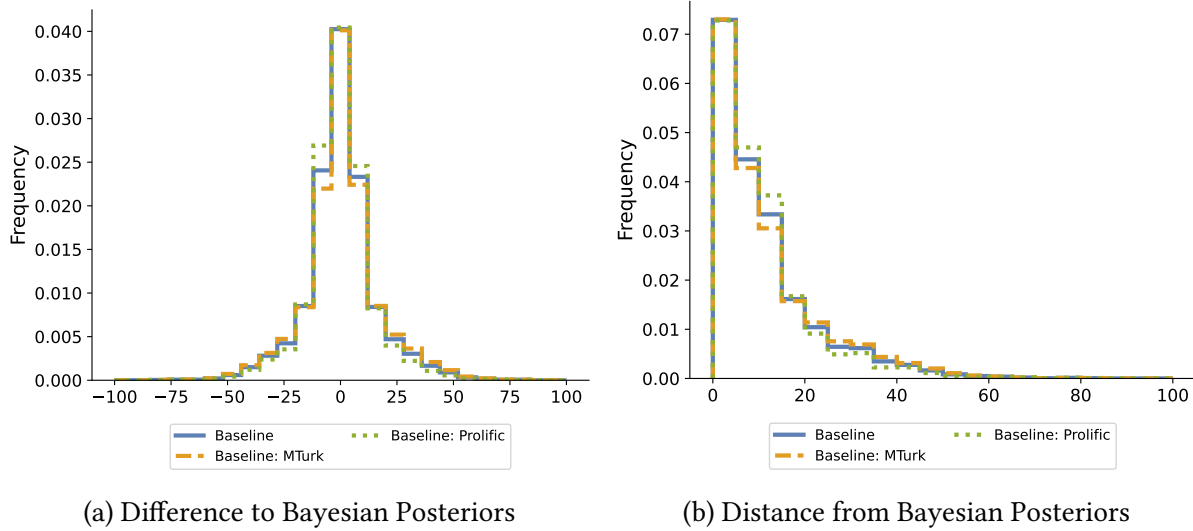 0.040
0.035
0.030
0.025
0.020
0.015
0.010
0.005
0.000
Frequency
−100 −75 −50 −25 0 25 50 75 100
Baseline
Baseline: MTurk
Baseline: Prolific
(a) Difference to Bayesian Posteriors
0.07
0.06
0.05
0.04
0.03
0.02
0.01
0.00
Frequency
0 20 40 60 80 100
Baseline
Baseline: MTurk
Baseline: Prolific
(b) Distance from Bayesian Posteriors